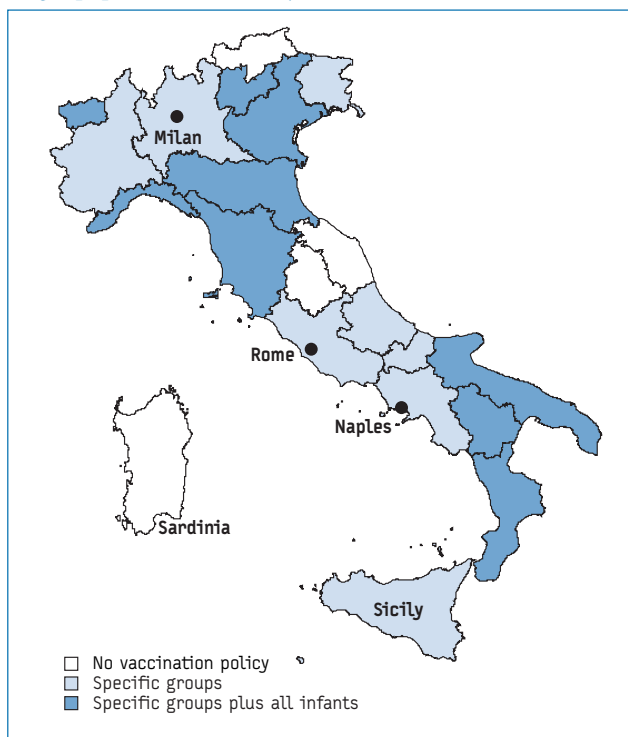 Milan
Rome
Naples
Sardinia
Sicily
No vaccination policy
Specific groups
Specific groups plus all infants